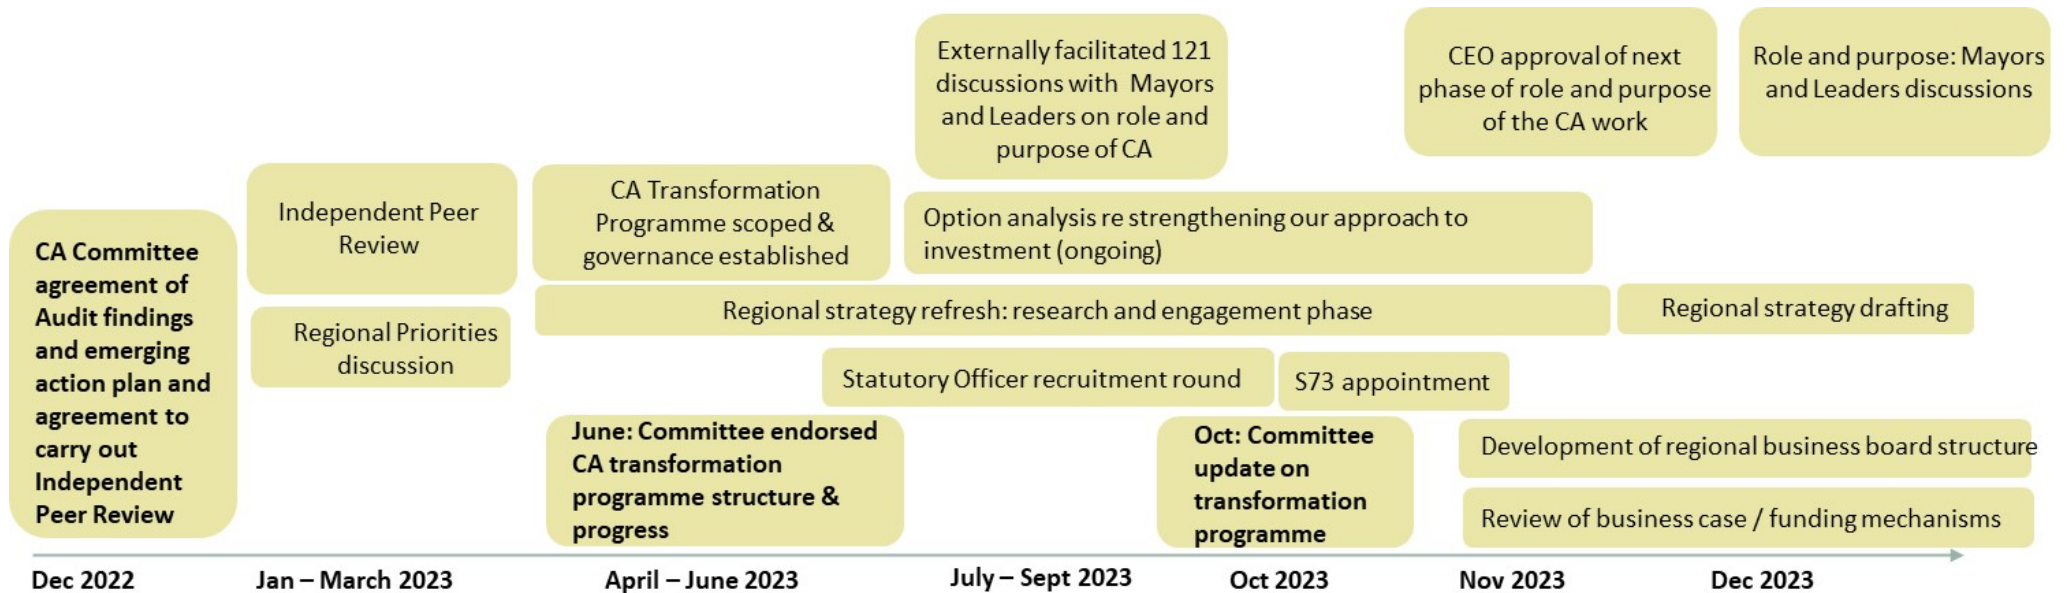 CA Committee
agreement of
Audit findings
and emerging
action plan and
agreement to
carry out
Independent
Peer Review
Independent Peer
Review
Regional Priorities
discussion
CA Transformation
Programme scoped &
governance established
Externally facilitated 121
discussions with Mayors
and Leaders on role and
purpose of CA
CEO approval of next
phase of role and purpose
of the CA work
Role and purpose: Mayors
and Leaders discussions
Option analysis re strengthening our approach to
investment (ongoing)
Regional strategy refresh: research and engagement phase
Regional strategy drafting
Statutory Officer recruitment round
S73 appointment
June: Committee endorsed
CA transformation
programme structure &
progress
Oct: Committee
update on
transformation
programme
Development of regional business board structure
Review of business case / funding mechanisms
Dec 2022
Jan – March 2023
April – June 2023
July – Sept 2023
Oct 2023
Nov 2023
Dec 2023